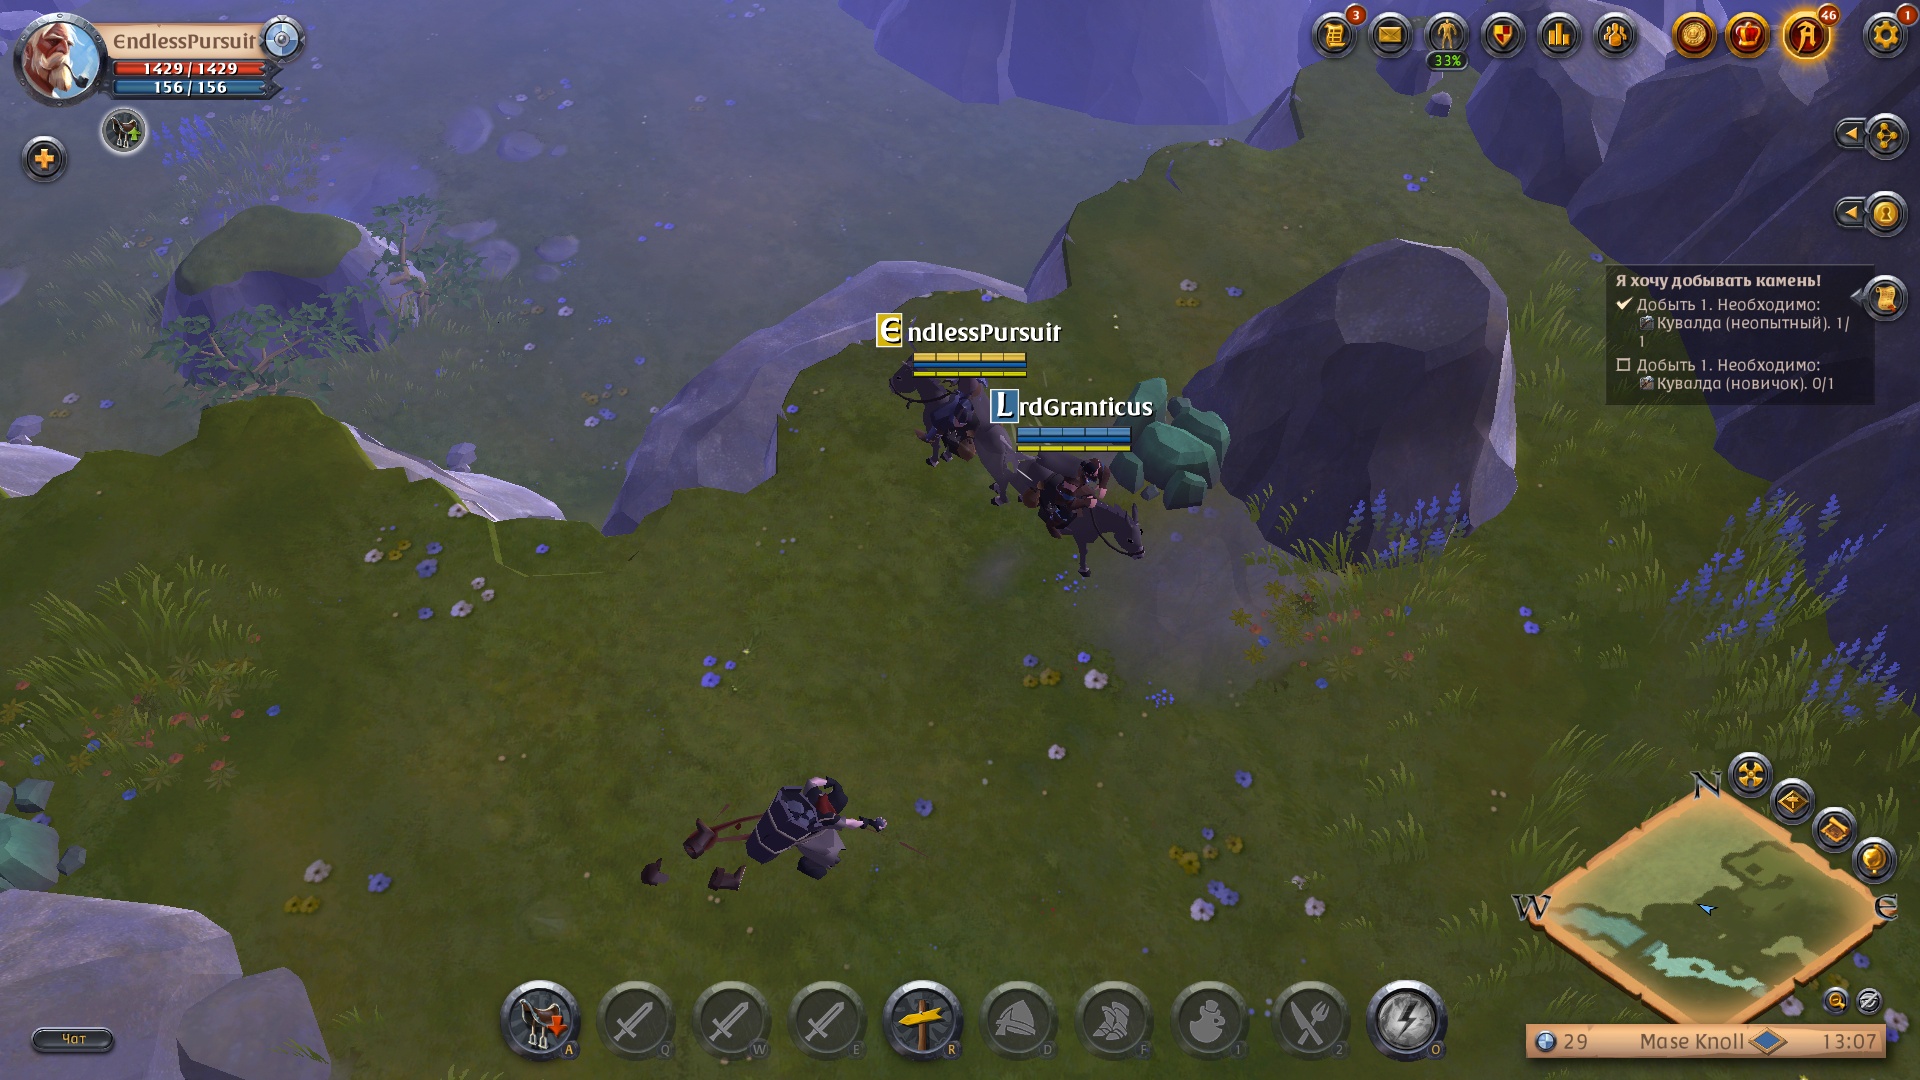 3
46
1
EndlessPursuit
1429 / 1429
156 / 156
33%
Я хочу добывать камень!
Добыть 1. Необходимо:
Кувалда (неопытный). 1/
1
Добыть 1. Необходимо:
Кувалда (новичок). 0/1
EndlessPursuit
LrdGranticus
N
W
E
A
Q
W
E
R
D
F
1
2
O
Чат
29
Mase Knoll
13:07